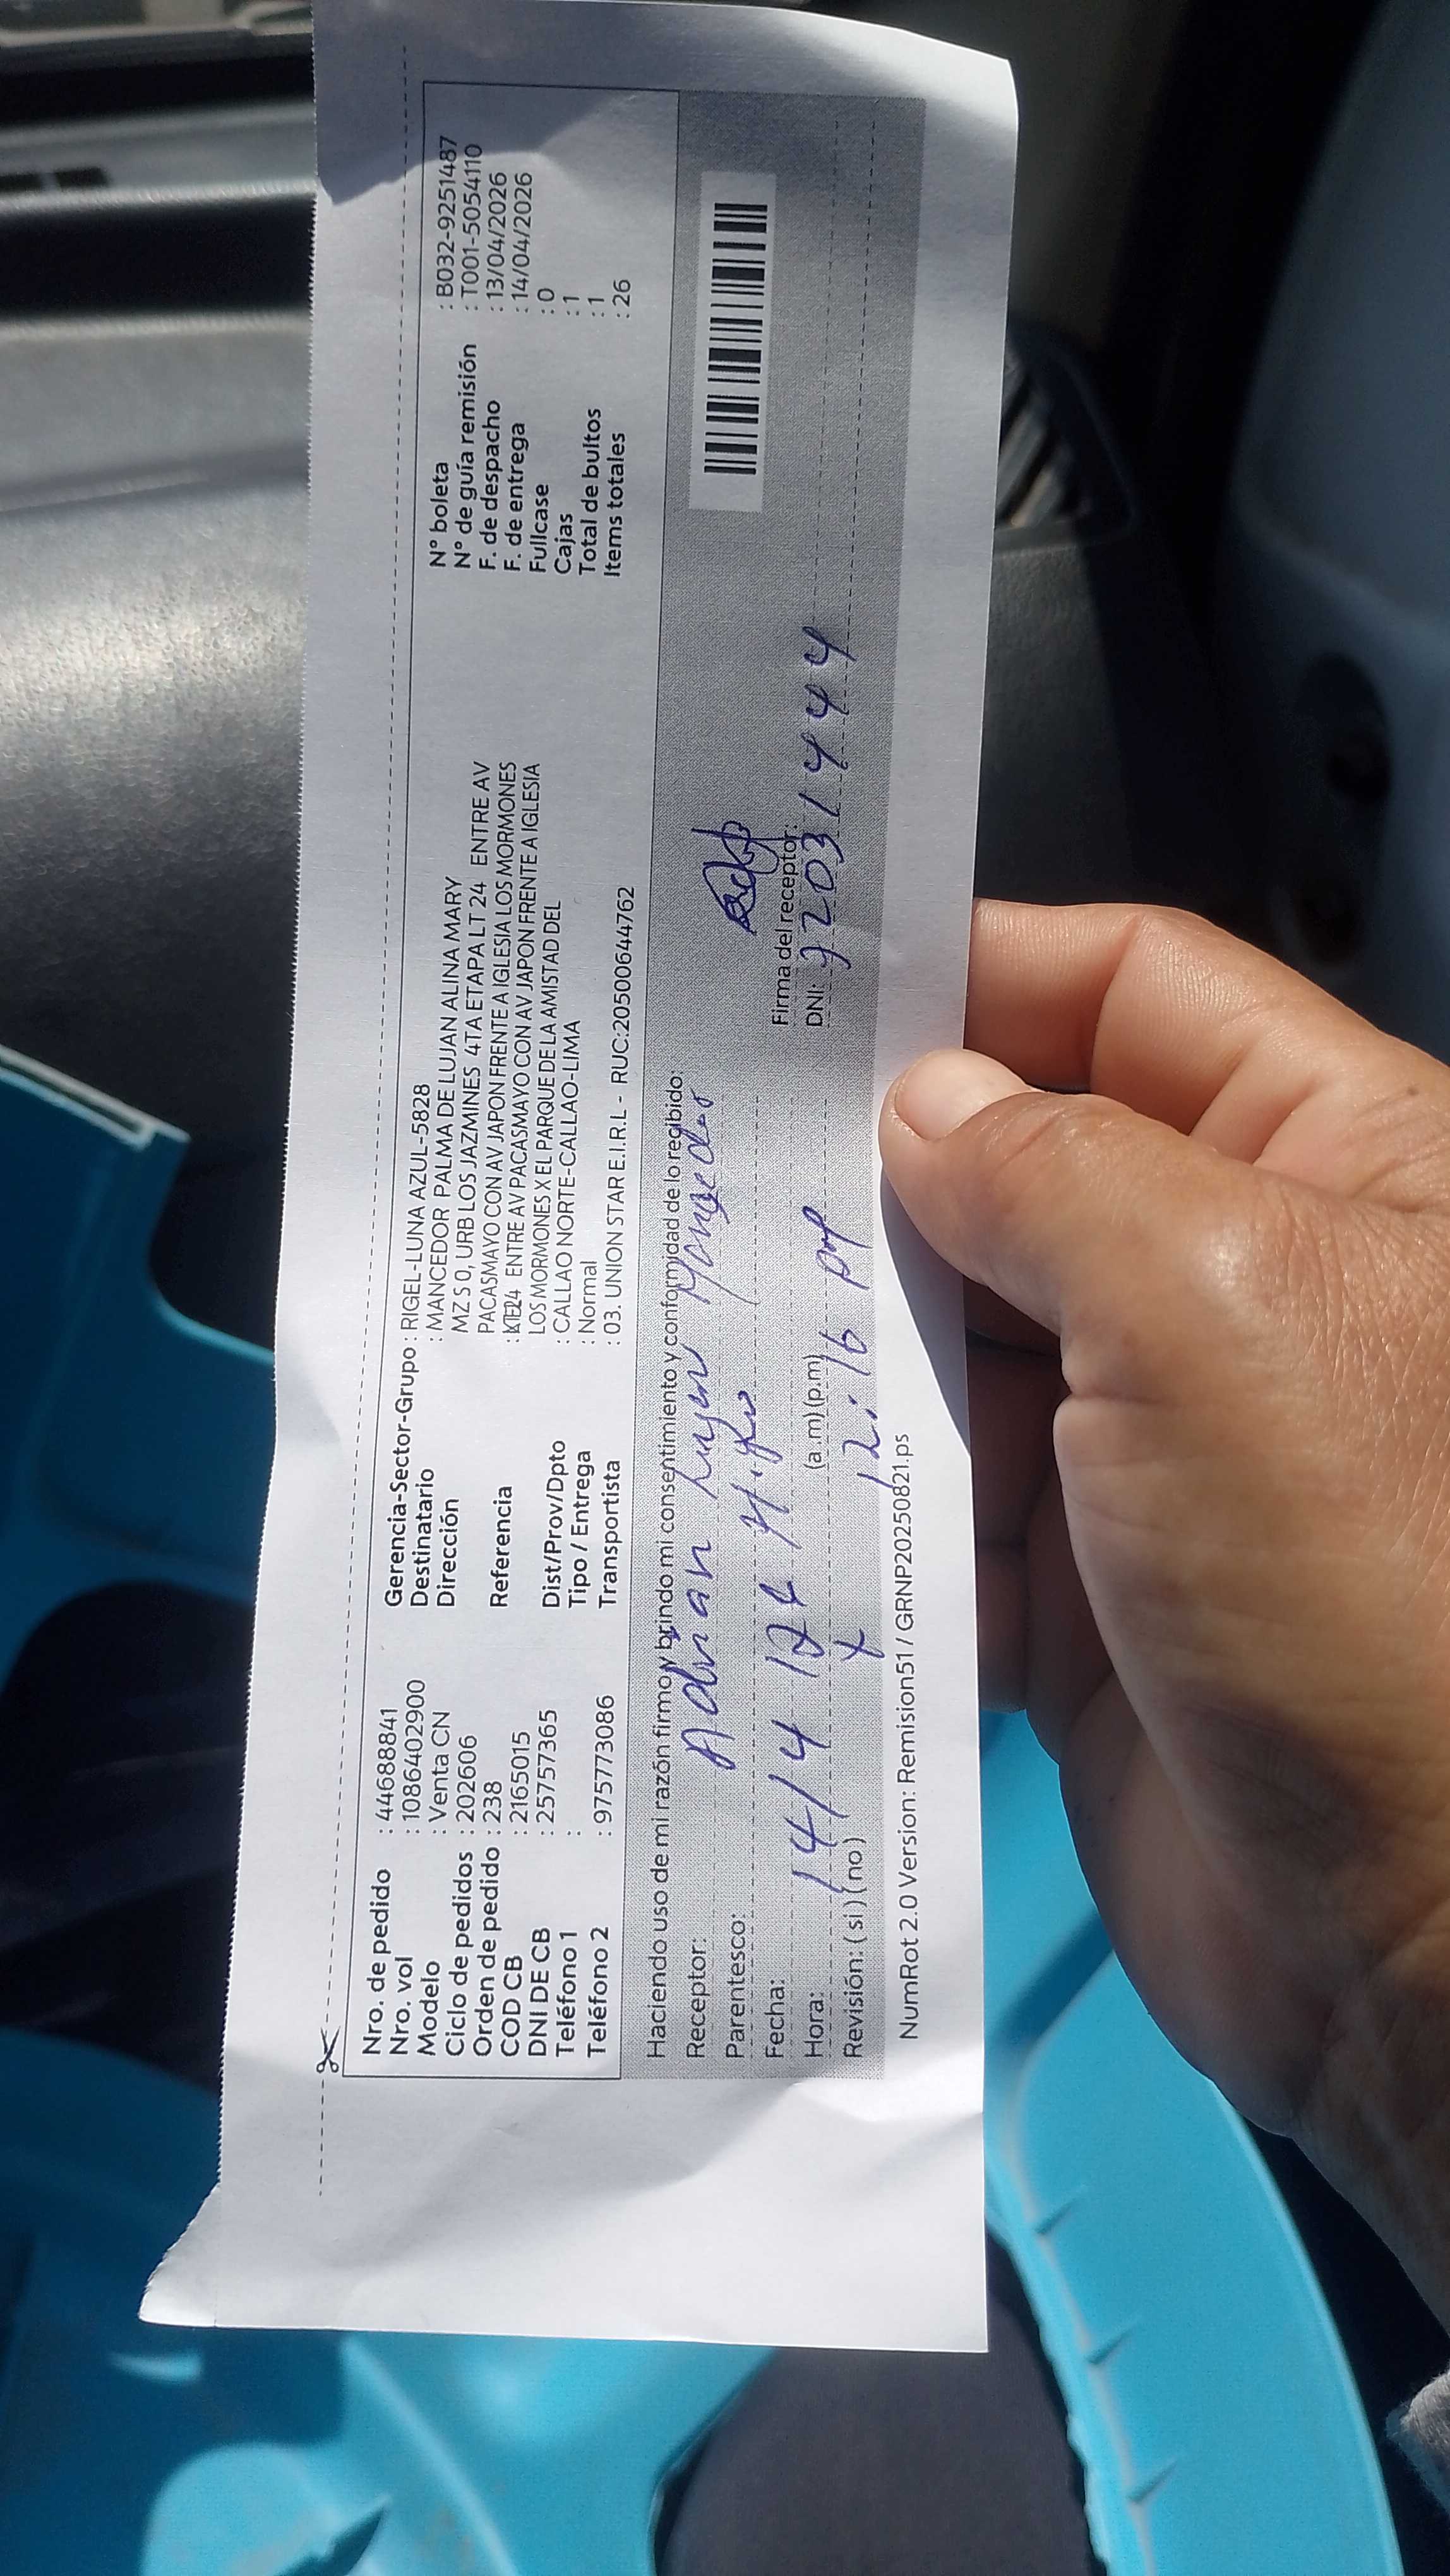 Nro. de pedido : 44688841
Nro. vol : 1086402900
Modelo : Venta CN
Ciclo de pedidos : 202606
Orden de pedido : 238
COD CB : 2165015
DNI DE CB : 25757365
Teléfono 1 :
Teléfono 2 : 975773086
Gerencia-Sector-Grupo : RIGEL-LUNA AZUL-5828
Destinatario : MANCEDOR PALMA DE LUJAN ALINA MARY
Dirección MZ S 0, URB LOS JAZMINES 4TA ETAPA LT 24 ENTRE AV
PACASMAYO CON AV JAPON FRENTE A IGLESIA LOS MORMONES
Referencia : ENTRE AV PACASMAYO CON AV JAPON FRENTE A IGLESIA
LOS MORMONES X EL PARQUE DE LA AMISTAD DEL
Dist/Prov/Dpto : CALLAO NORTE-CALLAO-LIMA
Tipo / Entrega : Normal
Transportista : 03. UNION STAR E.I.R.L - RUC:20500644762
N° boleta : B032-9251487
N° de guía remisión : T001-5054110
F. de despacho : 13/04/2026
F. de entrega : 14/04/2026
Fullcase : 0
Cajas : 1
Total de bultos : 1
Items totales : 26
Haciendo uso de mi razón firmo y brindo mi consentimiento y conformidad de lo recibido:
Receptor: Adrian Lujan
Parentesco: Hijo
Fecha: 14/4
Hora: (a.m) (p.m) 12:16 pm
Revisión: ( si ) ( no )
Firma del receptor:
DNI: 72031444
NumRot 2.0 Version: Remision51 / GRNP20250821.ps